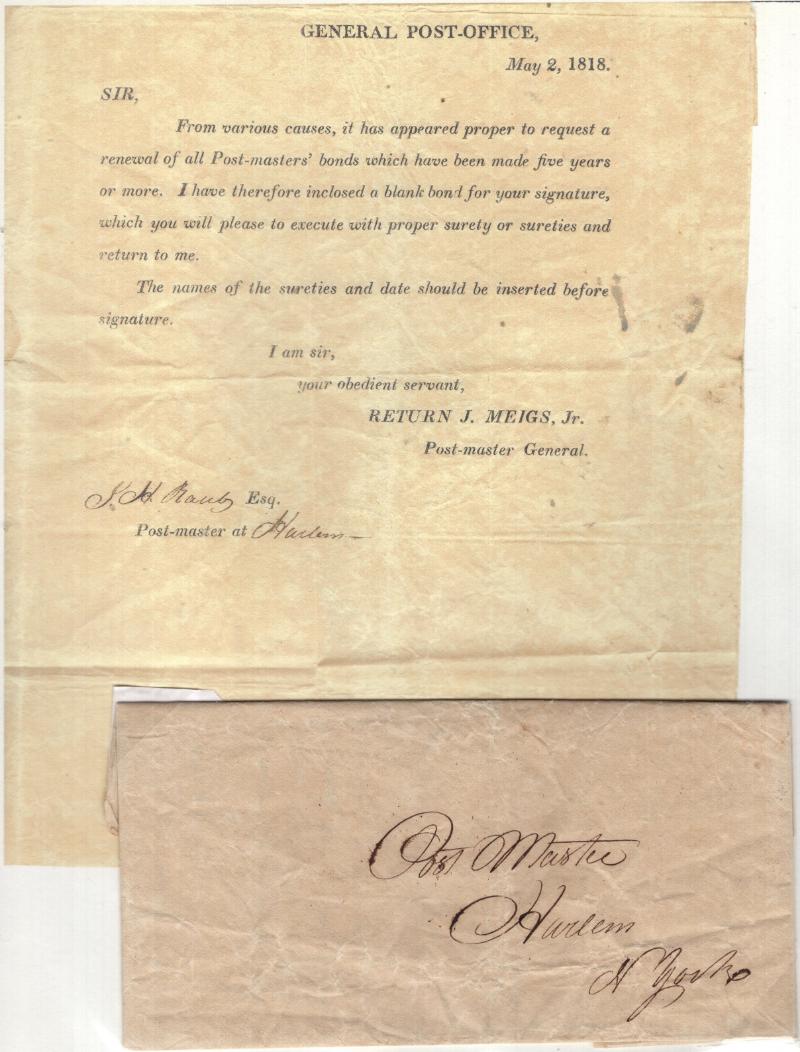 GENERAL POST-OFFICE,
May 2, 1818.
SIR,
From various causes, it has appeared proper to request a
renewal of all Post-masters' bonds which have been made five years
or more. I have therefore inclosed a blank bond for your signature,
which you will please to execute with proper surety or sureties and
return to me.
The names of the sureties and date should be inserted before
signature.
I am sir,
your obedient servant,
RETURN J. MEIGS, Jr.
Post-master General.
H Esq.
Post-master at Harlem
Post Master
Harlem
N York